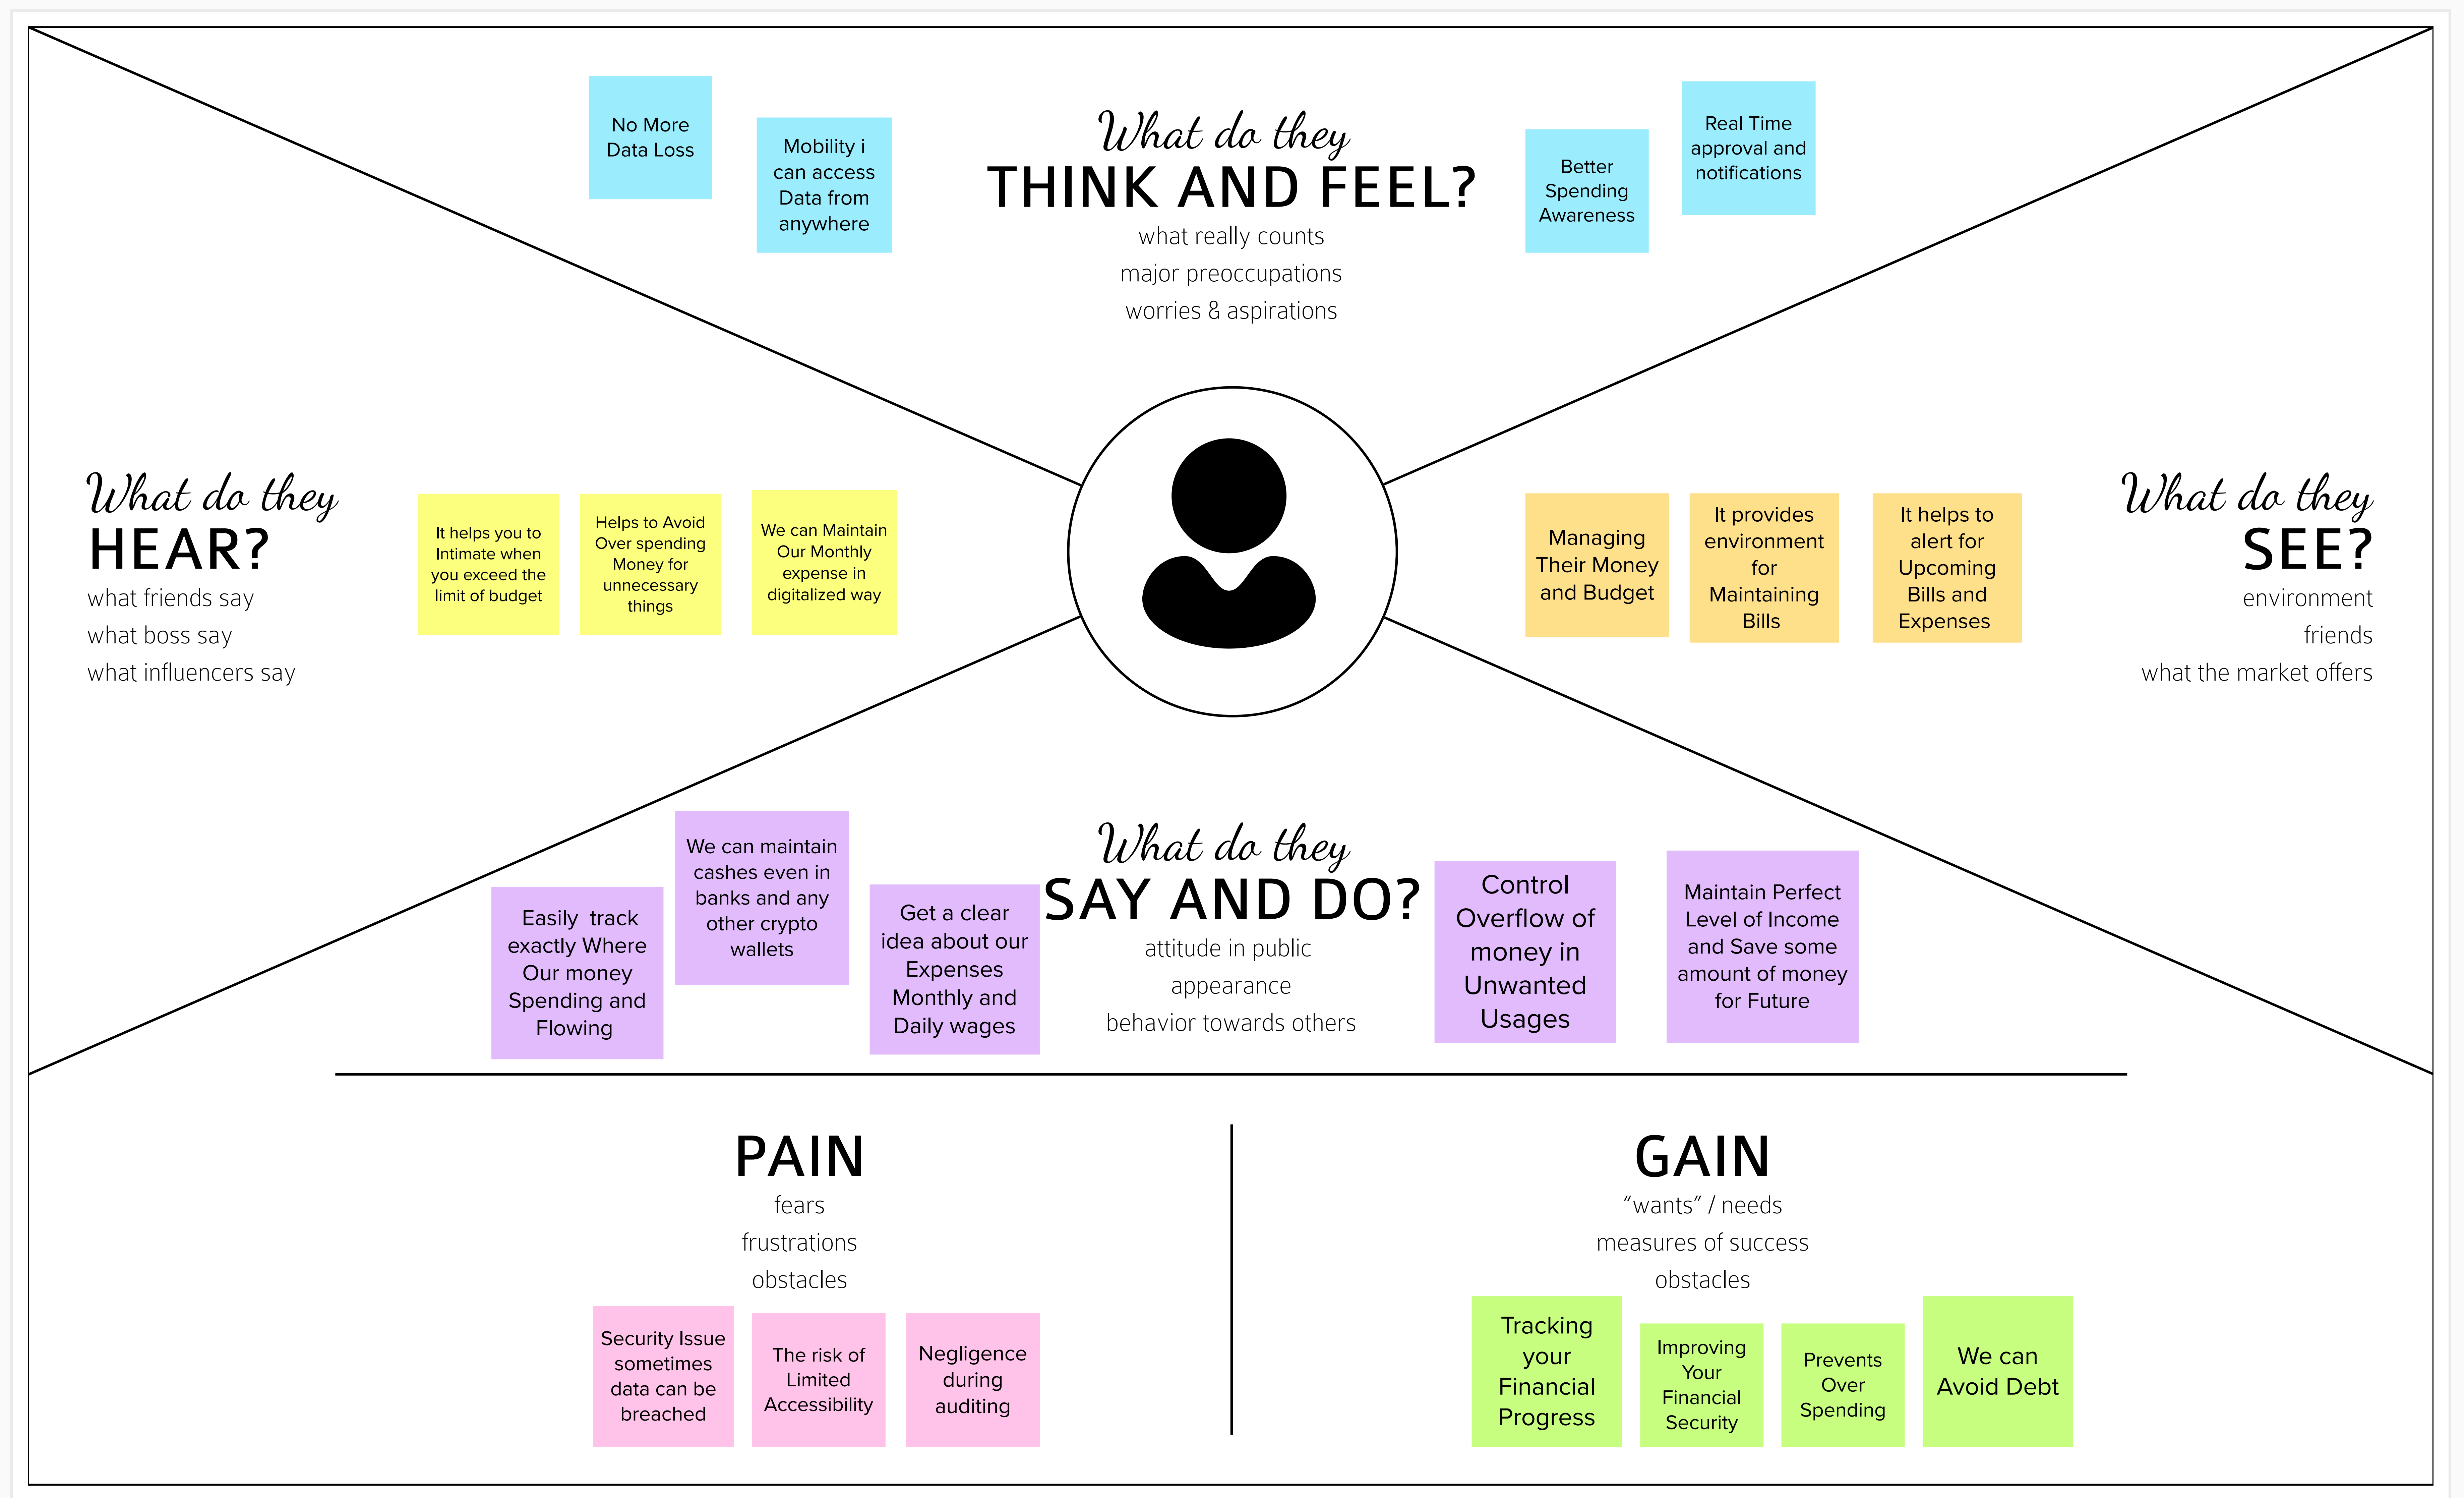 No More
Data Loss
Mobility i
can access
Data from
anywhere
What do they
THINK AND FEEL?
what really counts
major preoccupations
worries & aspirations
Better
Spending
Awareness
Real Time
approval and
notifications
What do they
HEAR?
what friends say
what boss say
what influencers say
It helps you to
Intimate when
you exceed the
limit of budget
Helps to Avoid
Over spending
Money for
unnecessary
things
We can Maintain
Our Monthly
expense in
digitalized way
Managing
Their Money
and Budget
It provides
environment
for
Maintaining
Bills
It helps to
alert for
Upcoming
Bills and
Expenses
What do they
SEE?
environment
friends
what the market offers
Easily  track
exactly Where
Our money
Spending and
Flowing
We can maintain
cashes even in
banks and any
other crypto
wallets
Get a clear
idea about our
Expenses
Monthly and
Daily wages
What do they
SAY AND DO?
attitude in public
appearance
behavior towards others
Control
Overflow of
money in
Unwanted
Usages
Maintain Perfect
Level of Income
and Save some
amount of money
for Future
PAIN
fears
frustrations
obstacles
Security Issue
sometimes
data can be
breached
The risk of
Limited
Accessibility
Negligence
during
auditing
GAIN
“wants” / needs
measures of success
obstacles
Tracking
your
Financial
Progress
Improving
Your
Financial
Security
Prevents
Over
Spending
We can
Avoid Debt